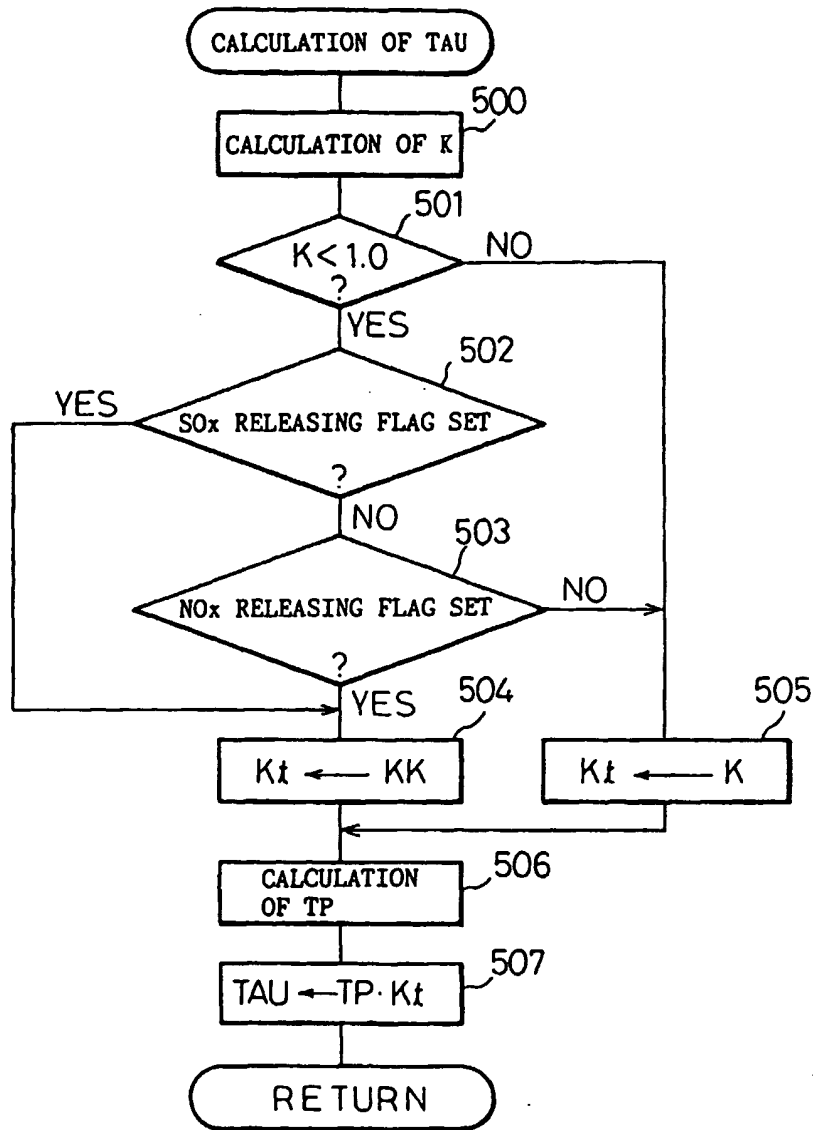 CALCULATION OF TAU
500
CALCULATION OF K
501
K < 1.0
?
NO
YES
502
YES
SOx RELEASING FLAG SET
?
NO
503
NOx RELEASING FLAG SET
?
NO
YES
504
Kt ← KK
505
Kt ← K
506
CALCULATION
OF TP
507
TAU ← TP · Kt
RETURN